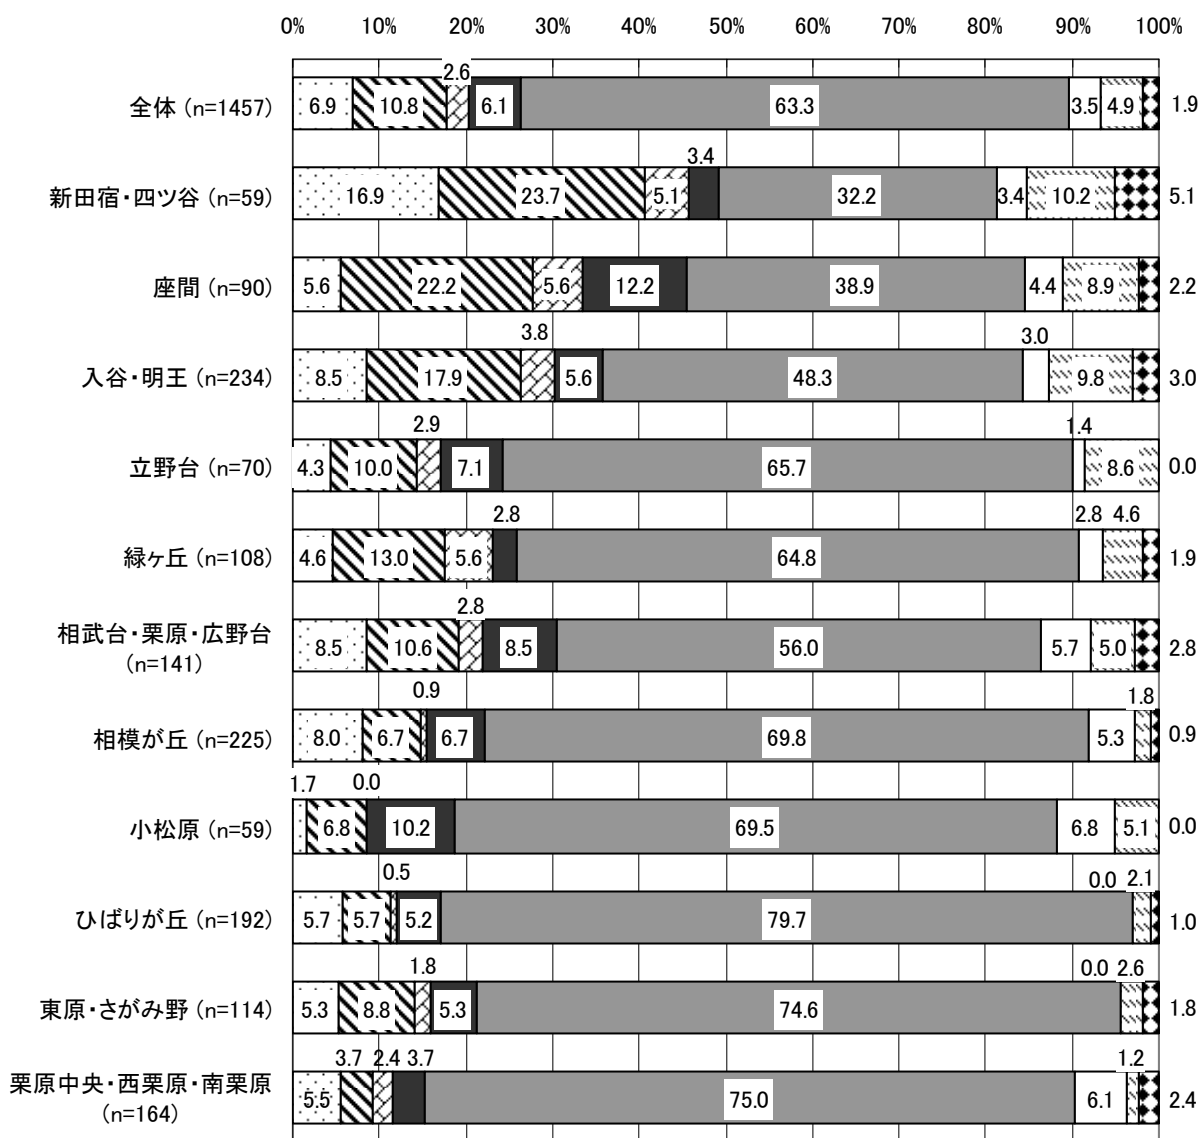 0% 10% 20% 30% 40% 50% 60% 70% 80% 90% 100%
2.6
全体 (n=1457) 6.9 10.8 6.1 63.3 3.5 4.9 1.9
3.4
新田宿・四ツ谷 (n=59) 16.9 23.7 5.1 32.2 3.4 10.2 5.1
座間 (n=90) 5.6 22.2 5.6 12.2 38.9 4.4 8.9 2.2
3.8 3.0
入谷・明王 (n=234) 8.5 17.9 5.6 48.3 9.8 3.0
2.9 1.4
立野台 (n=70) 4.3 10.0 7.1 65.7 8.6 0.0
2.8 2.8 4.6
緑ヶ丘 (n=108) 4.6 13.0 5.6 64.8 1.9
2.8
相武台・栗原・広野台
(n=141) 8.5 10.6 8.5 56.0 5.7 5.0 2.8
0.9 1.8
相模が丘 (n=225) 8.0 6.7 6.7 69.8 5.3 0.9
1.7 0.0
小松原 (n=59) 6.8 10.2 69.5 6.8 5.1 0.0
0.5 0.0 2.1
ひばりが丘 (n=192) 5.7 5.7 5.2 79.7 1.0
1.8 0.0 2.6
東原・さがみ野 (n=114) 5.3 8.8 5.3 74.6 1.8
3.7 2.4 3.7 1.2
栗原中央・西栗原・南栗原
(n=164) 5.5 75.0 6.1 2.4